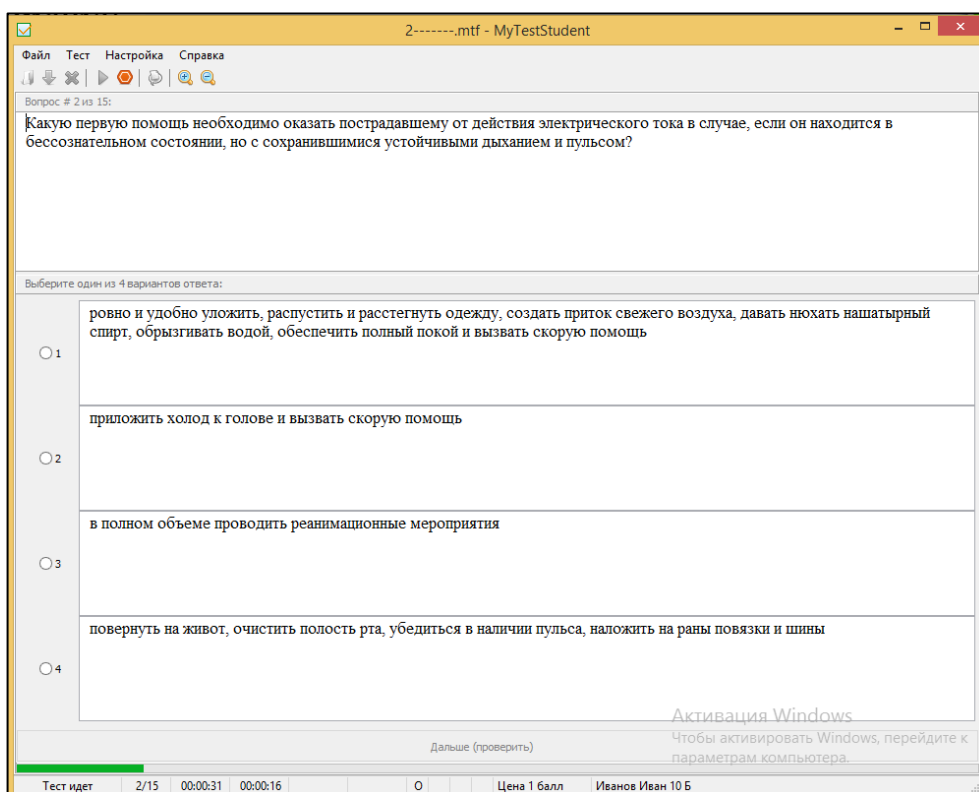 2-------.mtf - MyTestStudent
Файл Тест Настройка Справка
Вопрос # 2 из 15:
Какую первую помощь необходимо оказать пострадавшему от действия электрического тока в случае, если он находится в
бессознательном состоянии, но с сохранившимися устойчивыми дыханием и пульсом?
Выберите один из 4 вариантов ответа:
1
ровно и удобно уложить, распустить и расстегнуть одежду, создать приток свежего воздуха, давать нюхать нашатырный
спирт, обрызгивать водой, обеспечить полный покой и вызвать скорую помощь
2
приложить холод к голове и вызвать скорую помощь
3
в полном объеме проводить реанимационные мероприятия
4
повернуть на живот, очистить полость рта, убедиться в наличии пульса, наложить на раны повязки и шины
Активация Windows
Чтобы активировать Windows, перейдите к
параметрам компьютера.
Дальше (проверить)
Тест идет 2/15 00:00:31 00:00:16 О Цена 1 балл Иванов Иван 10 Б